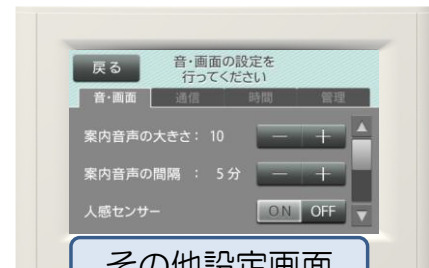 戻る
音・画面の設定を
行ってください
音・画面 通信 時間 管理
案内音声の大きさ： 10 － ＋
案内音声の間隔 ： 5分 － ＋
人感センサー ON OFF
その他設定画面